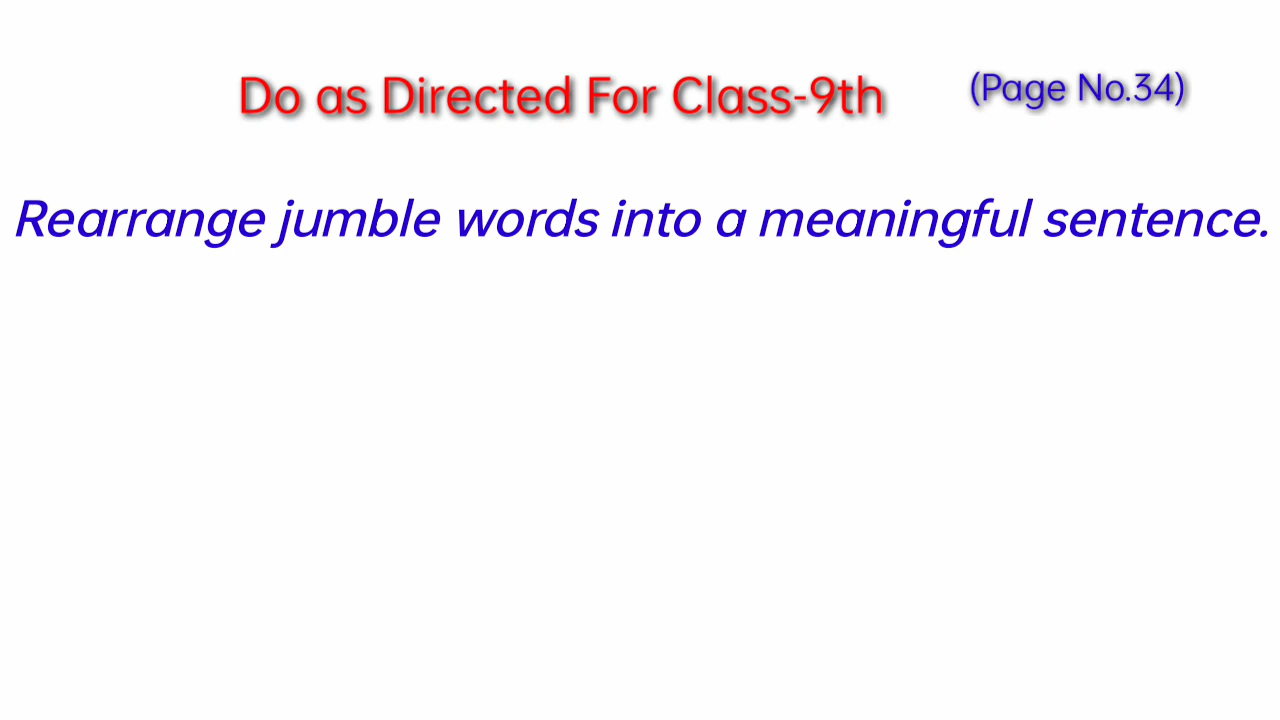 Do as Directed For Class-9th (Page No.34)
Rearrange jumble words into a meaningful sentence.